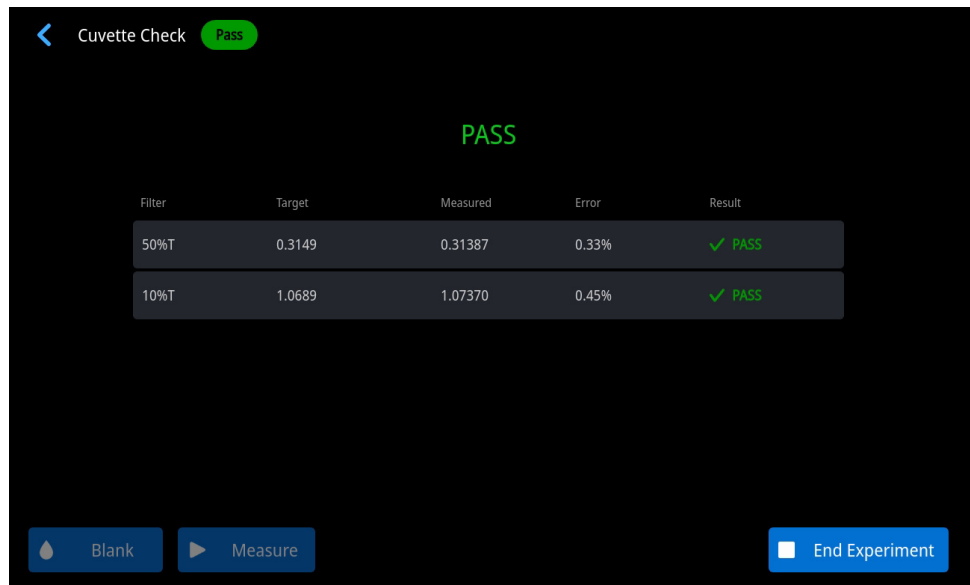 Cuvette Check Pass
PASS
Filter Target Measured Error Result
50%T 0.3149 0.31387 0.33% PASS
10%T 1.0689 1.07370 0.45% PASS
Blank Measure End Experiment